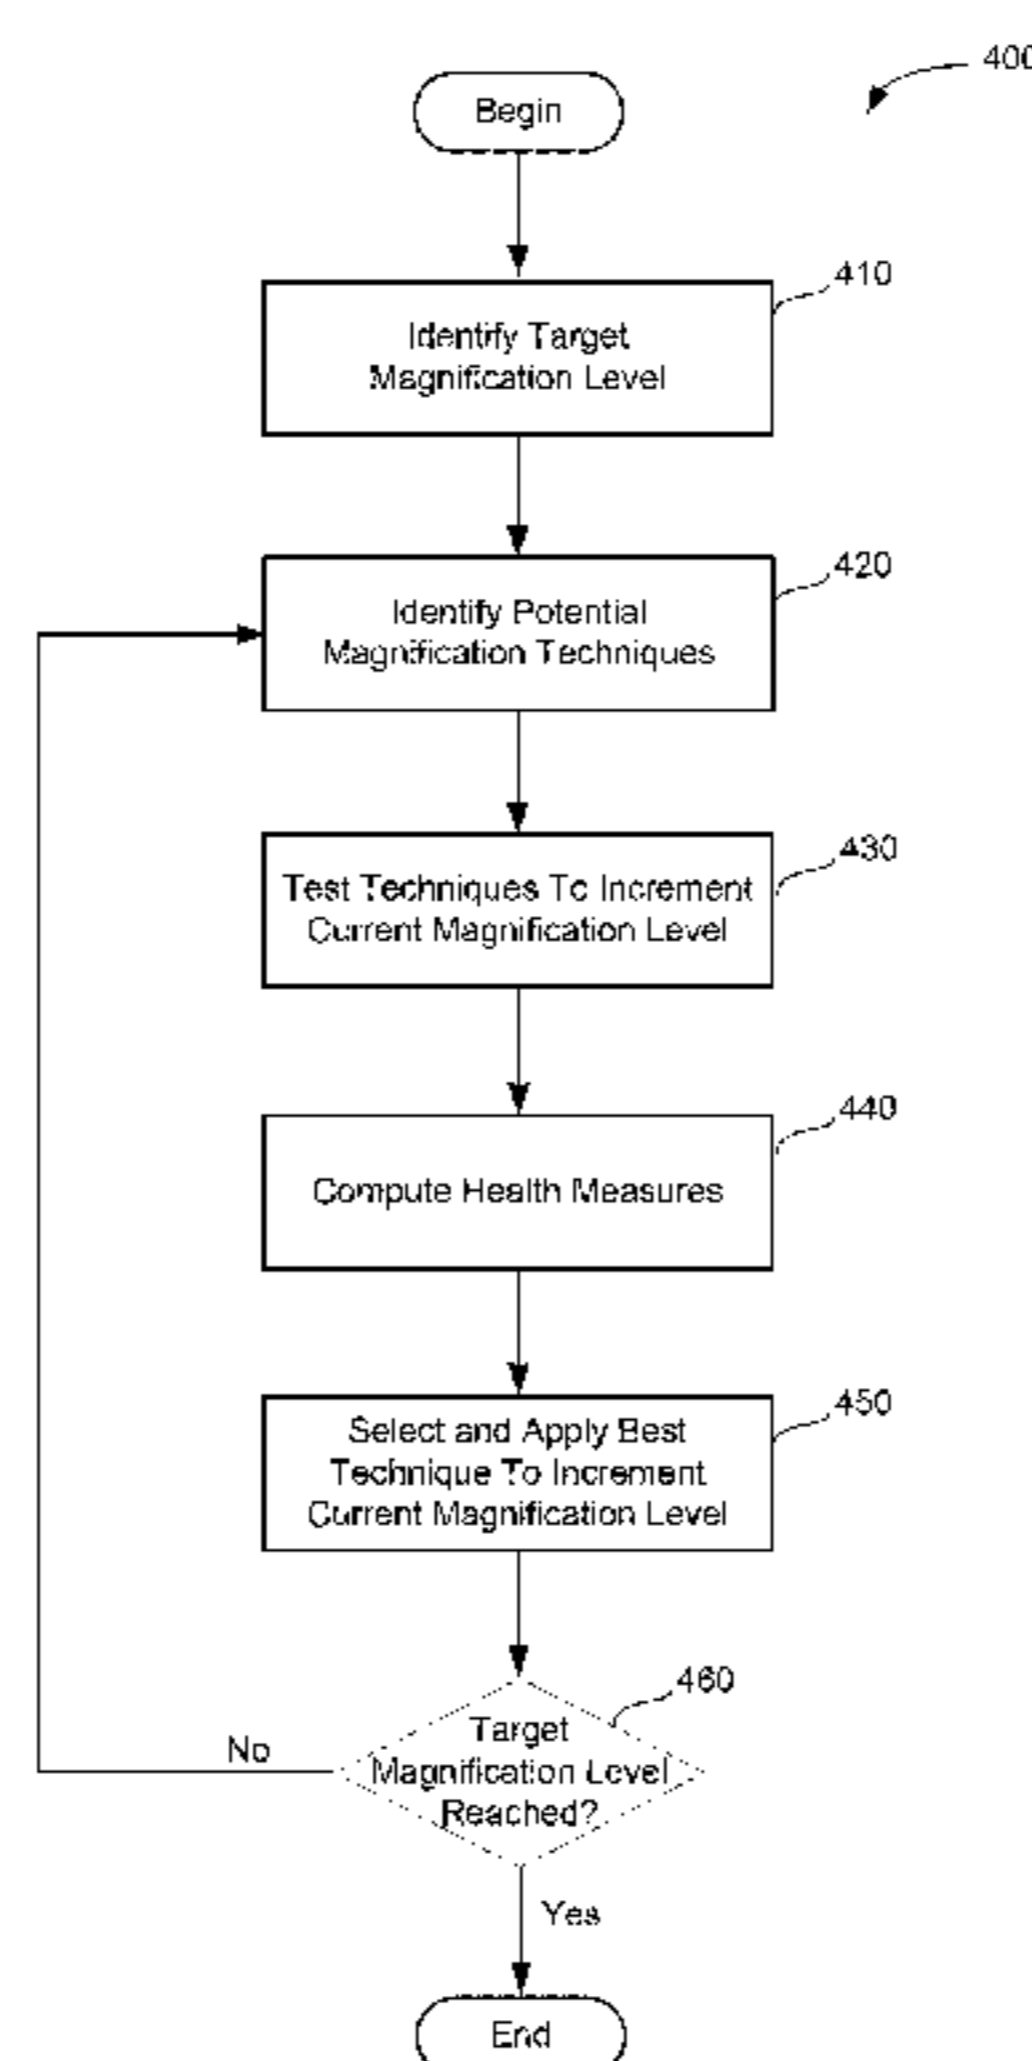 400
Begin
410
Identify Target
Magnification Level
420
Identify Potential
Magnification Techniques
430
Test Techniques To Increment
Current Magnification Level
440
Compute Health Measures
450
Select and Apply Best
Technique To Increment
Current Magnification Level
460
Target
Magnification Level
Reached?
No
Yes
End